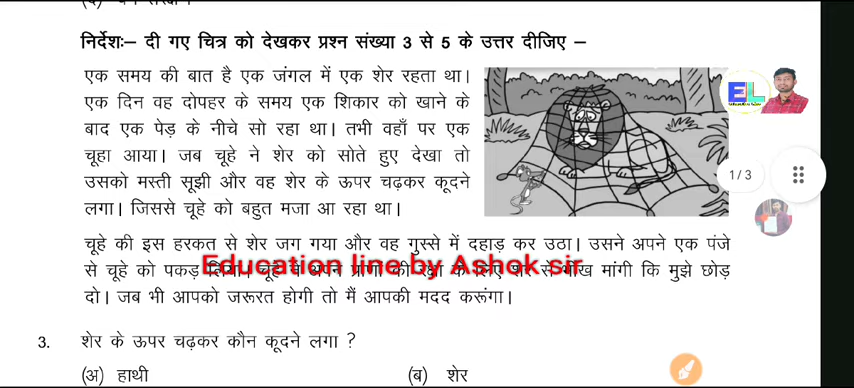 निर्देशः– दी गए चित्र को देखकर प्रश्न संख्या 3 से 5 के उत्तर दीजिए –
एक समय की बात है एक जंगल में एक शेर रहता था।
एक दिन वह दोपहर के समय एक शिकार को खाने के
बाद एक पेड़ के नीचे सो रहा था। तभी वहाँ पर एक
चूहा आया। जब चूहे ने शेर को सोते हुए देखा तो
उसको मस्ती सूझी और वह शेर के ऊपर चढ़कर कूदने
लगा। जिससे चूहे को बहुत मजा आ रहा था।
EL
1/3
चूहे की इस हरकत से शेर जग गया और वह गुस्से में दहाड़ कर उठा। उसने अपने एक पंजे
से चूहे को पकड़ मांगी कि मुझे छोड़
Education line by Ashok sir
दो। जब भी आपको जरूरत होगी तो मैं आपकी मदद करूंगा।
3. शेर के ऊपर चढ़कर कौन कूदने लगा ?
(अ) हाथी (ब) शेर